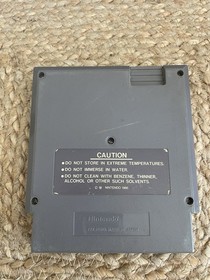 CAUTION
●DO NOT STORE IN EXTREME TEMPERATURES.
●DO NOT IMMERSE IN WATER.
●DO NOT CLEAN WITH BENZENE, THINNER,
ALCOHOL OR OTHER SUCH SOLVENTS.
NINTENDO
Nintendo